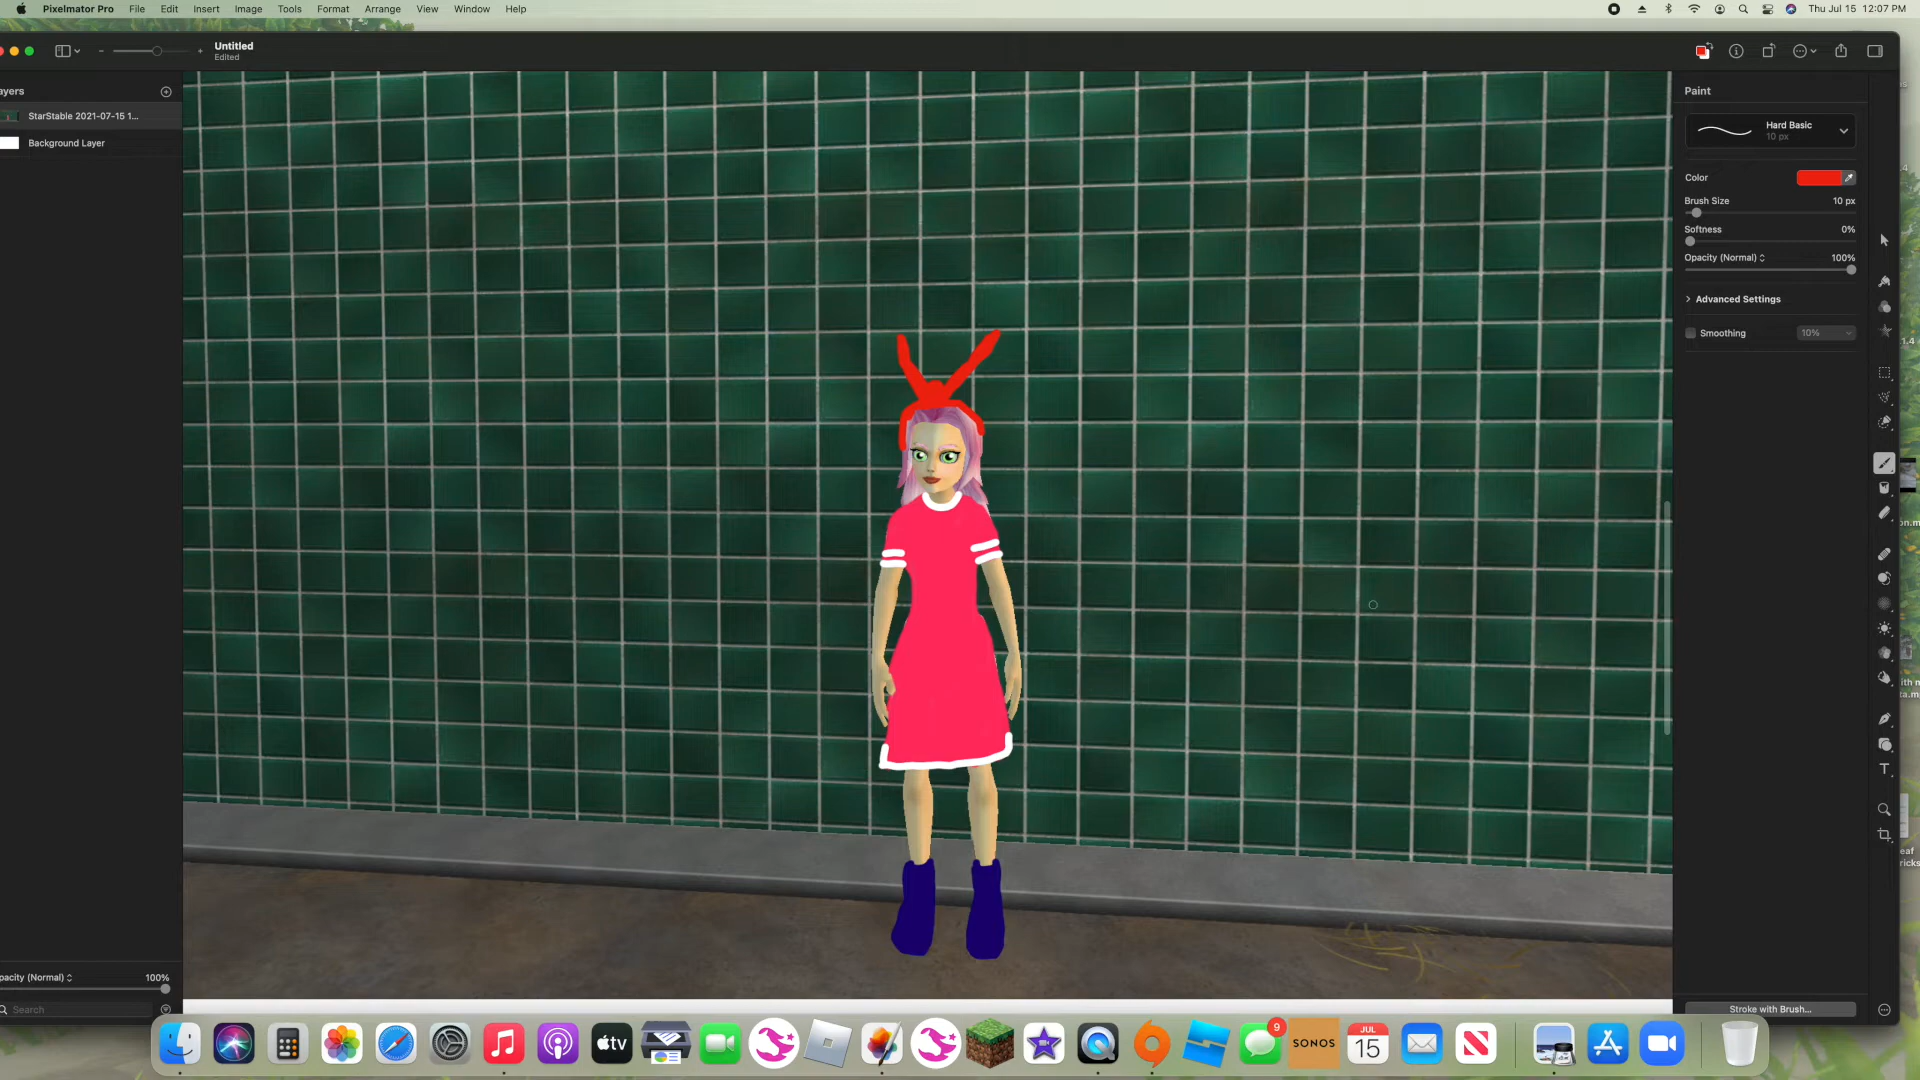 Pixelmator Pro File Edit Insert Image Tools Format Arrange View Window Help Thu Jul 15 12:07 PM
Untitled
Edited
ayers
StarStable 2021-07-15 1...
Background Layer
Paint
Hard Basic
10 px
Color
Brush Size 10 px
Softness 0%
Opacity (Normal) 100%
Advanced Settings
Smoothing 10%
T
pacity (Normal) 100%
Search
Stroke with Brush...
tv
9
SONOS
JUL
15